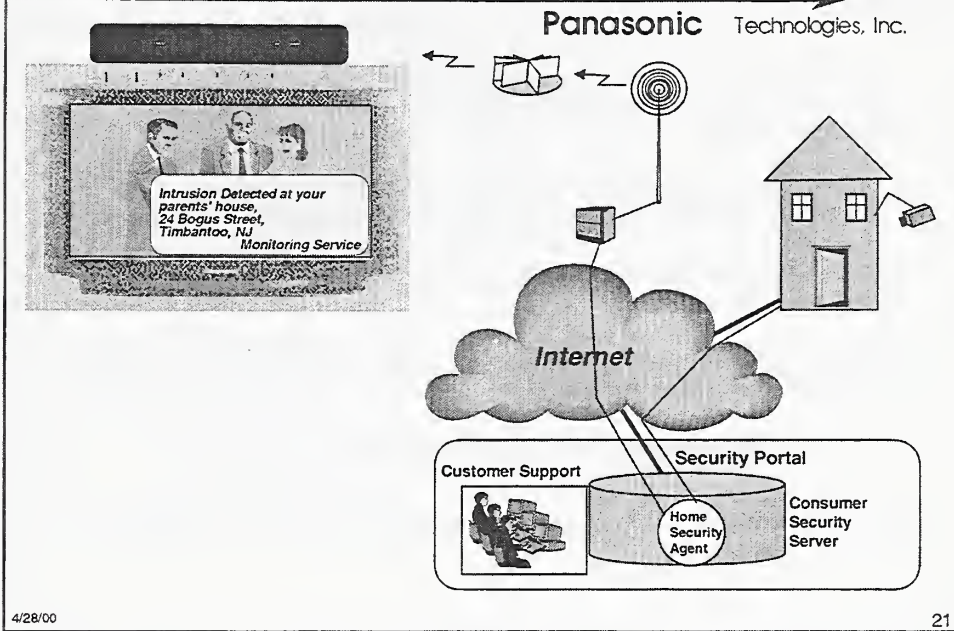 Panasonic Technologies, Inc.
Intrusion Detected at your
parents' house,
24 Bogus Street,
Timbantoo, NJ
Monitoring Service
Internet
Security Portal
Customer Support
Home
Security
Agent
Consumer
Security
Server
4/28/00
21